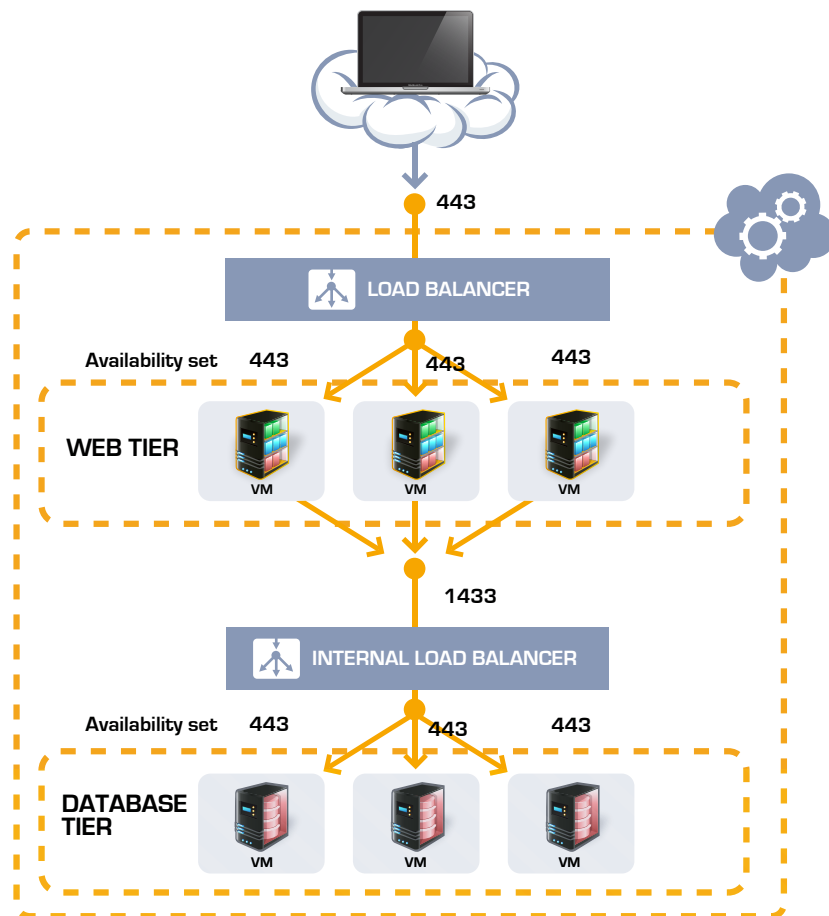 443
LOAD BALANCER
Availability set 443 443 443
WEB TIER
VM VM VM
1433
INTERNAL LOAD BALANCER
Availability set 443 443 443
DATABASE
TIER
VM VM VM